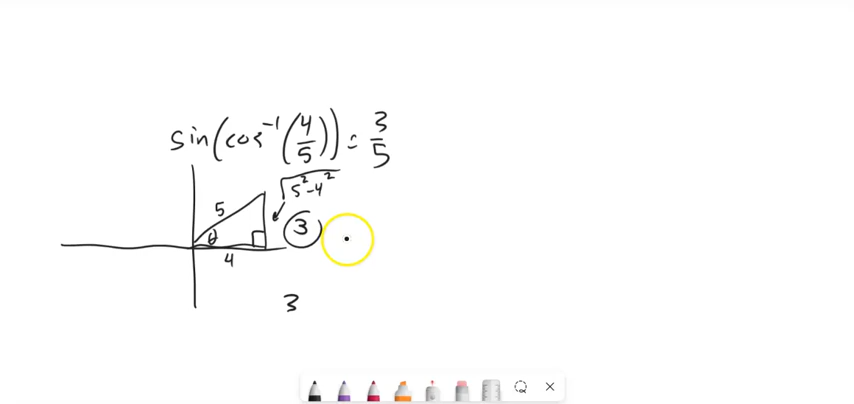 sin(cos⁻¹(4/5)) = 3/5
√5²-4²
5
θ
3
4
3